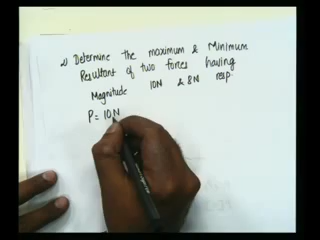 2) Determine the maximum & Minimum
Resultant of two forces having
Magnitude 10N & 8N resp.
P = 10N